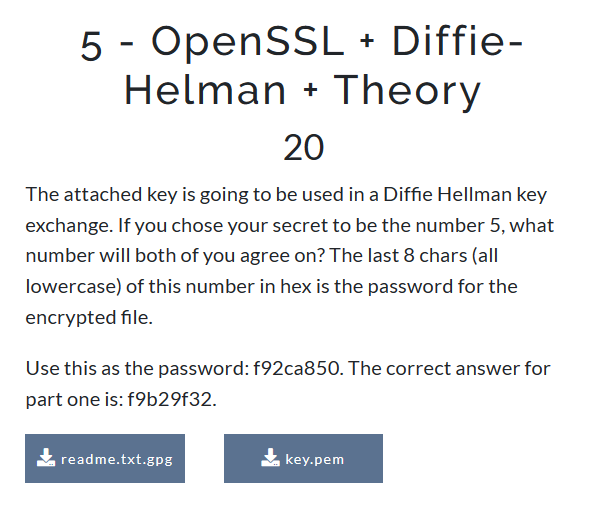 5 - OpenSSL + Diffie-
Helman + Theory
20
The attached key is going to be used in a Diffie Hellman key
exchange. If you chose your secret to be the number 5, what
number will both of you agree on? The last 8 chars (all
lowercase) of this number in hex is the password for the
encrypted file.
Use this as the password: f92ca850. The correct answer for
part one is: f9b29f32.
readme.txt.gpg key.pem